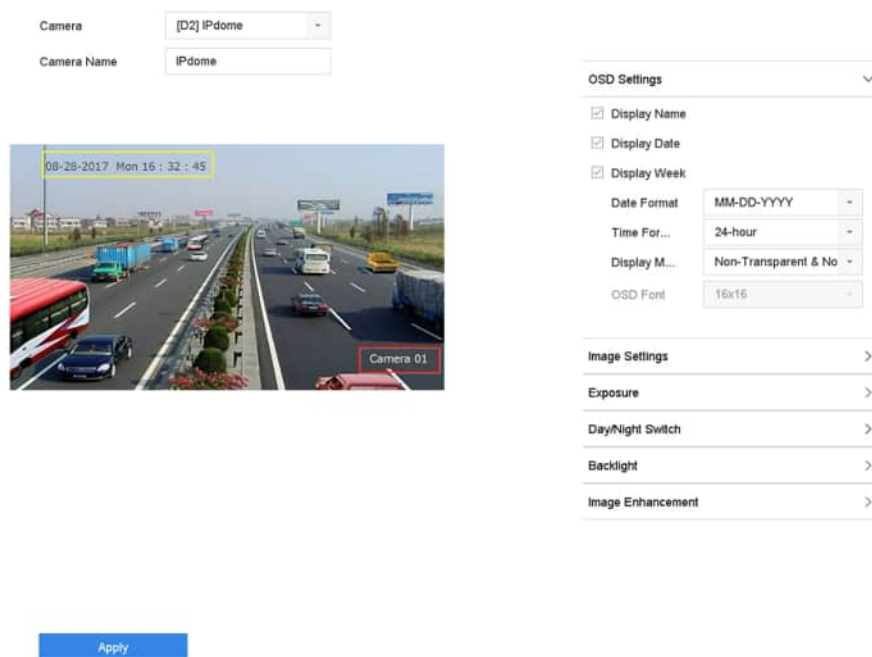 Camera
[D2] IPdome
Camera Name
IPdome
08-28-2017 Mon 16 : 32 : 45
Camera 01
OSD Settings
Display Name
Display Date
Display Week
Date Format
MM-DD-YYYY
Time For...
24-hour
Display M...
Non-Transparent & No
OSD Font
16x16
Image Settings
Exposure
Day/Night Switch
Backlight
Image Enhancement
Apply